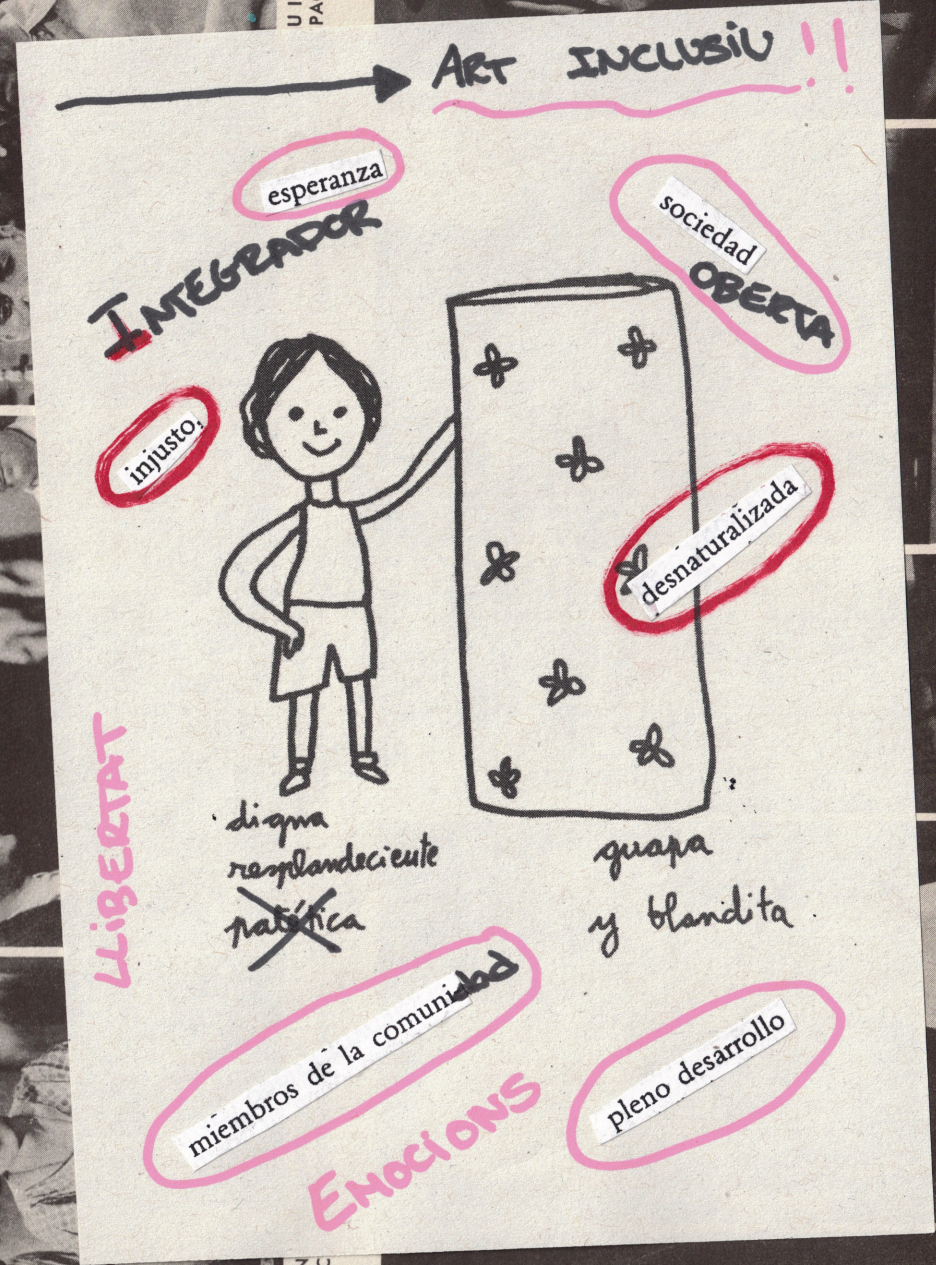 U I
PA
ART INCLUSIU !!
esperanza
INTEGRADOR
sociedad
OBERTA
injusto,
desnaturalizada
LLIBERTAT
digna
resplandeciente
patética
guapa
y blandita
miembros de la comunidad
pleno desarrollo
EMOCIONS